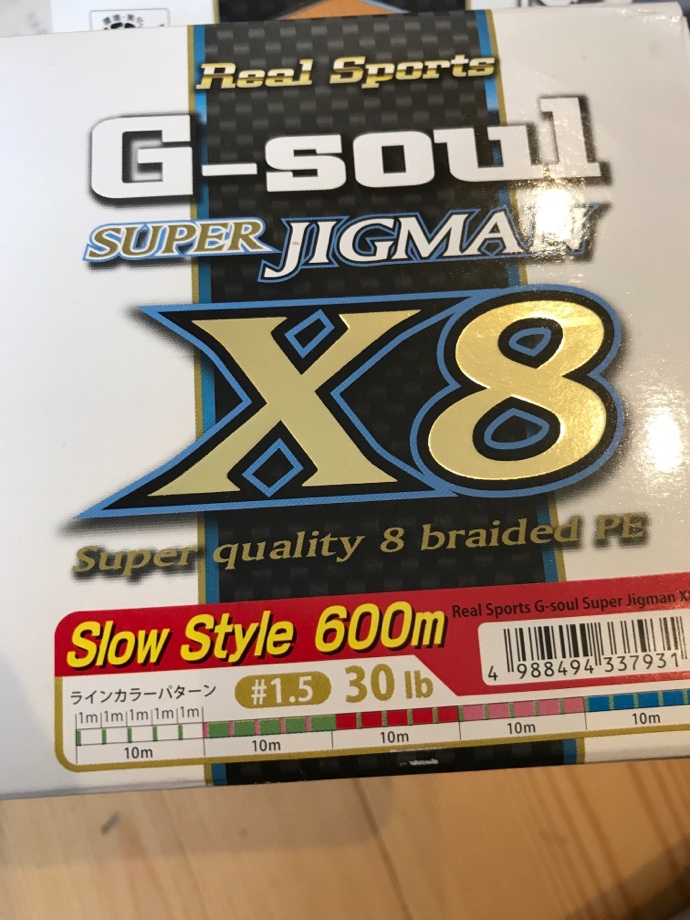 Real Sports
G-soul
SUPER JIGMAN
X8
Super quality 8 braided PE
Slow Style 600m
Real Sports G-soul Super Jigman X8
4 988494 337931
ラインカラーパターン
#1.5 30 lb
1m 1m 1m 1m 1m
10m 10m 10m 10m 10m